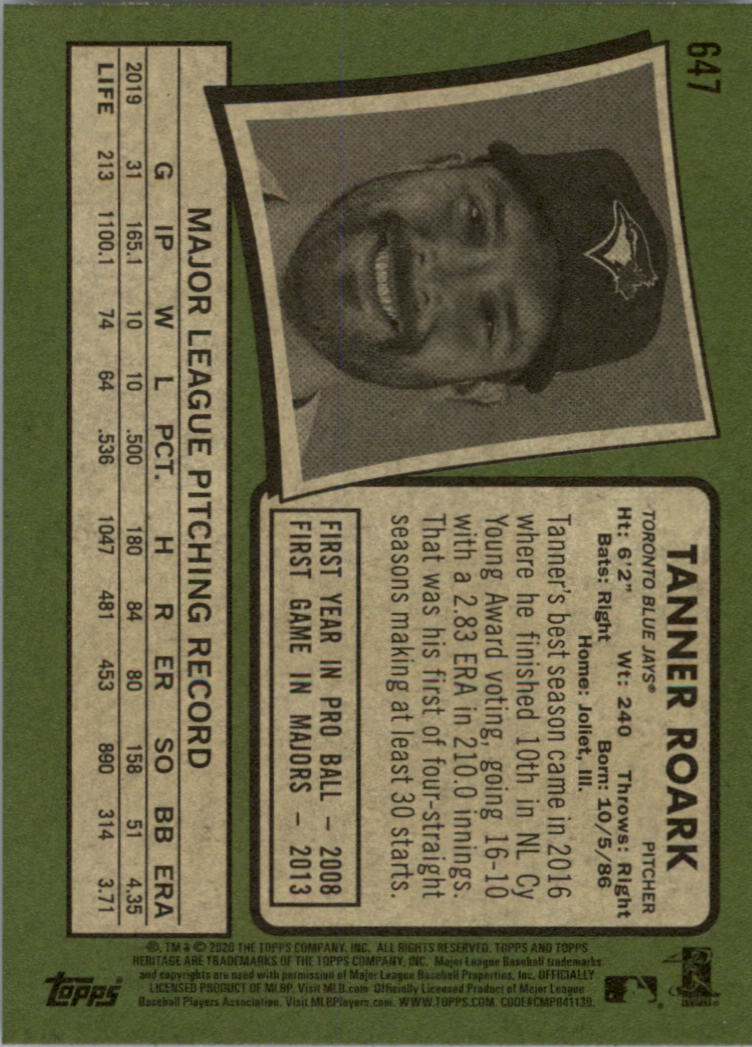 647
TANNER ROARK
TORONTO BLUE JAYS® PITCHER
Ht: 6'2" Wt: 240 Throws: Right
Bats: Right Born: 10/5/86
Home: Joliet, Ill.
Tanner's best season came in 2016
where he finished 10th in NL Cy
Young Award voting, going 16-10
with a 2.83 ERA in 210.0 innings.
That was his first of four-straight
seasons making at least 30 starts.
FIRST YEAR IN PRO BALL – 2008
FIRST GAME IN MAJORS – 2013
MAJOR LEAGUE PITCHING RECORD
G IP W L PCT. H R ER SO BB ERA
2019 31 165.1 10 10 .500 180 84 80 158 51 4.35
LIFE 213 1100.1 74 64 .536 1047 481 453 890 314 3.71
®, TM & © 2020 THE TOPPS COMPANY, INC. ALL RIGHTS RESERVED. TOPPS AND TOPPS
HERITAGE ARE TRADEMARKS OF THE TOPPS COMPANY, INC. Major League Baseball trademarks
and copyrights are used with permission of Major League Baseball Properties, Inc. OFFICIALLY
LICENSED PRODUCT OF MLBP. Visit MLB.com Officially Licensed Product of Major League
Baseball Players Association. Visit MLBPlayers.com. WWW.TOPPS.COM. CODE#CMP841139.
topps®